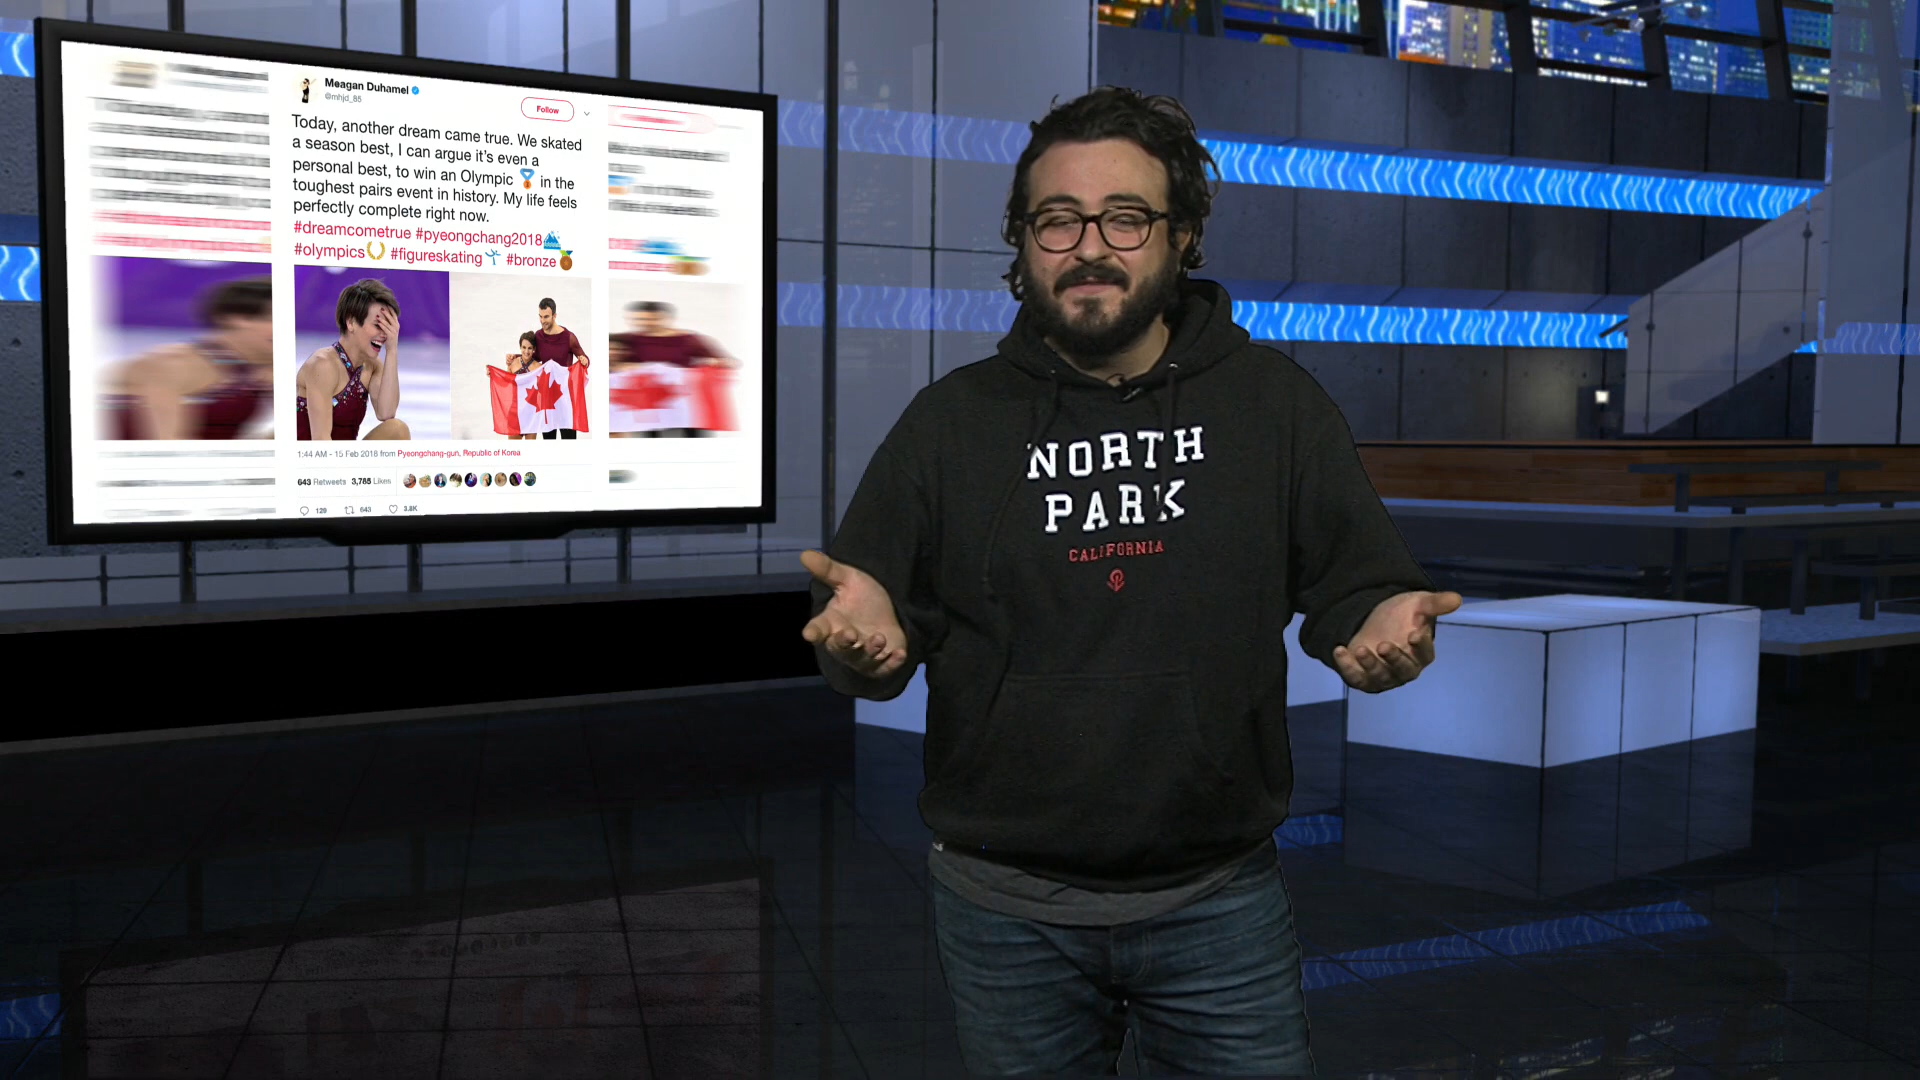 Meagan Duhamel
@mhjd_85
Follow
Today, another dream came true. We skated
a season best, I can argue it's even a
personal best, to win an Olympic 🏅 in the
toughest pairs event in history. My life feels
perfectly complete right now.
#dreamcometrue #pyeongchang2018
#olympics #figureskating #bronze
1:44 AM - 15 Feb 2018 from Pyeongchang-gun, Republic of Korea
643 Retweets 3,785 Likes
129 643 3.8K
NORTH
PARK
CALIFORNIA